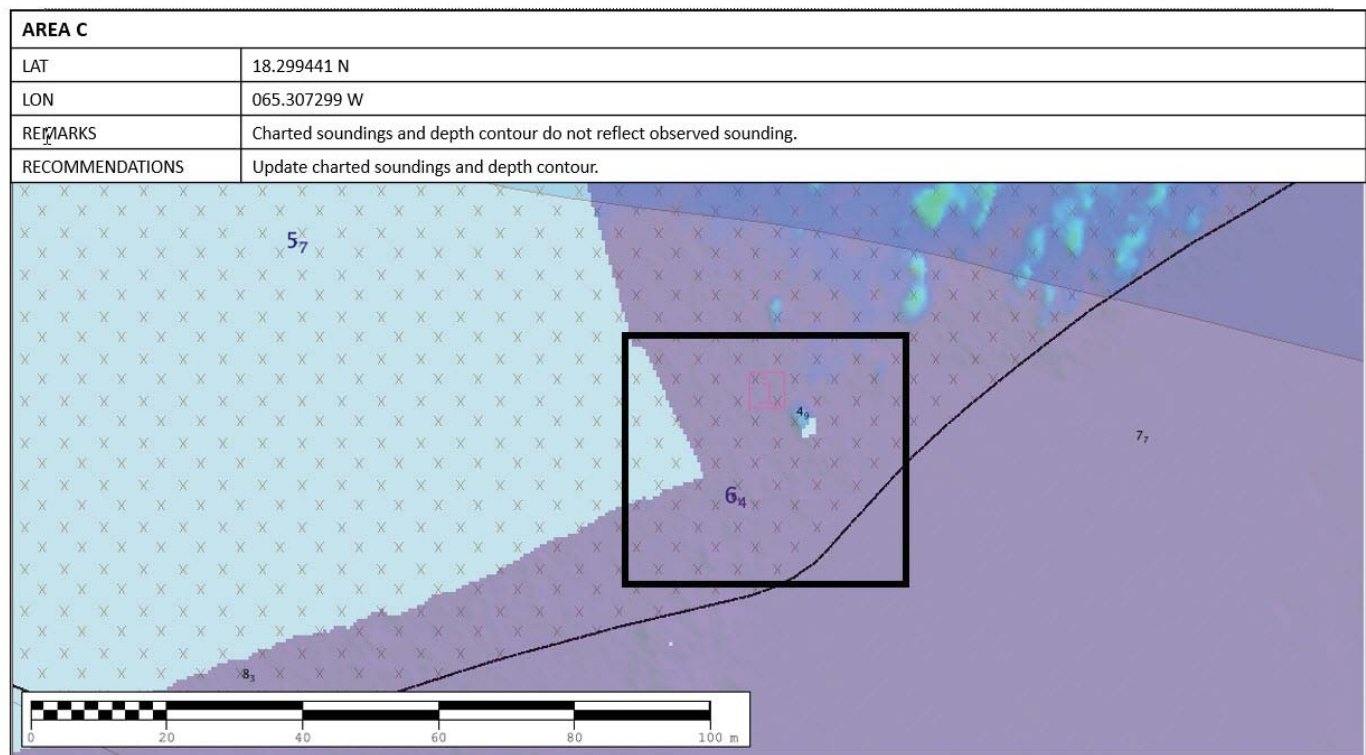 AREA C
LAT 18.299441 N
LON 065.307299 W
REMARKS Charted soundings and depth contour do not reflect observed sounding.
RECOMMENDATIONS Update charted soundings and depth contour.
5₇
4₉
7₇
6₄
8₃
0 20 40 60 80 100 m